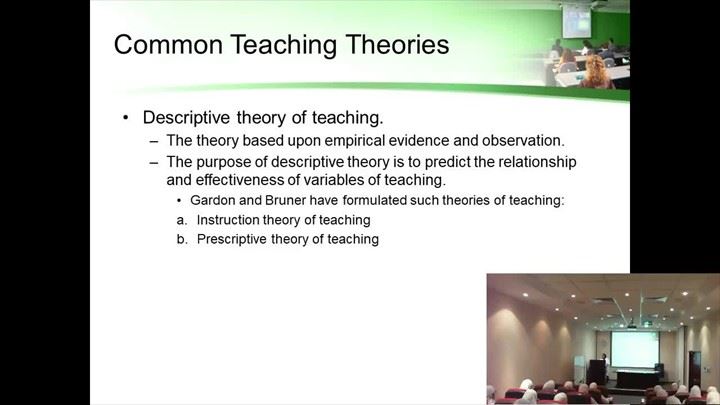 Common Teaching Theories
• Descriptive theory of teaching.
– The theory based upon empirical evidence and observation.
– The purpose of descriptive theory is to predict the relationship
and effectiveness of variables of teaching.
• Gardon and Bruner have formulated such theories of teaching:
a. Instruction theory of teaching
b. Prescriptive theory of teaching